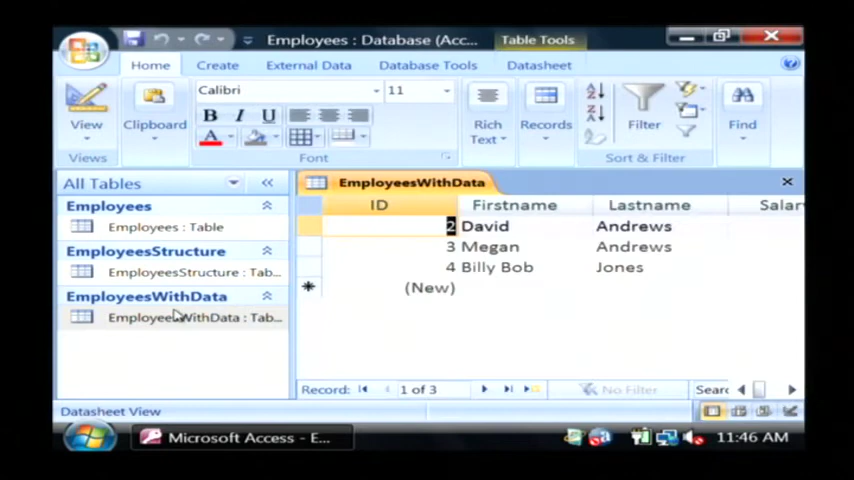 Employees : Database (Acc... Table Tools
Home Create External Data Database Tools Datasheet
Calibri 11
B I U
A
View Clipboard Rich Text Records Filter Find
Views Font Sort & Filter
All Tables
EmployeesWithData
Employees
ID Firstname Lastname Salary
Employees : Table
2 David Andrews
EmployeesStructure
3 Megan Andrews
EmployeesStructure : Tab...
4 Billy Bob Jones
EmployeesWithData
(New)
EmployeesWithData : Tab...
Record: 1 of 3 No Filter Search
Datasheet View
Microsoft Access - E... 11:46 AM